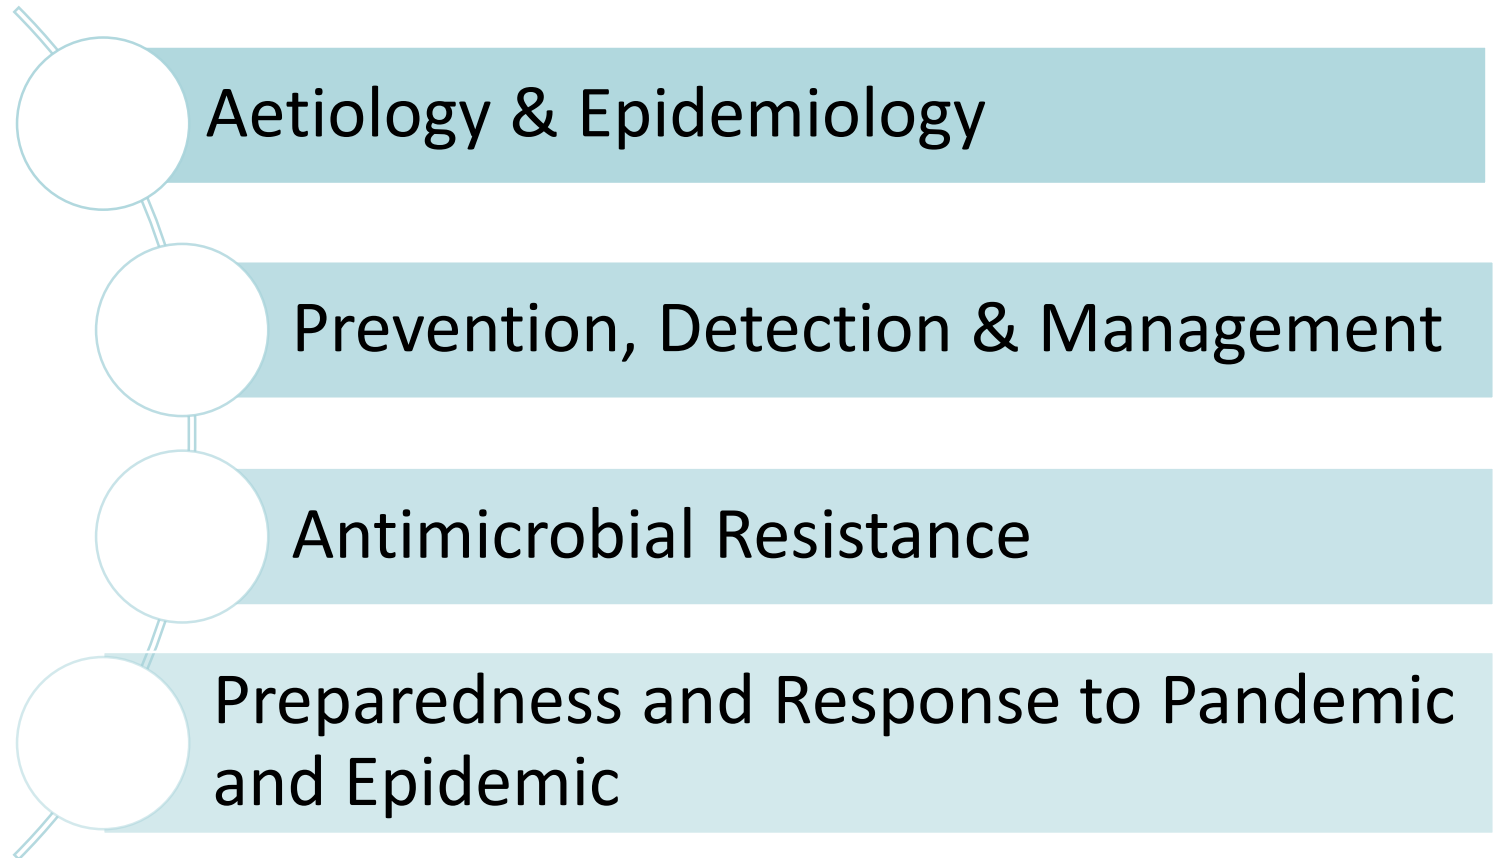 Aetiology & Epidemiology
Prevention, Detection & Management
Antimicrobial Resistance
Preparedness and Response to Pandemic
and Epidemic